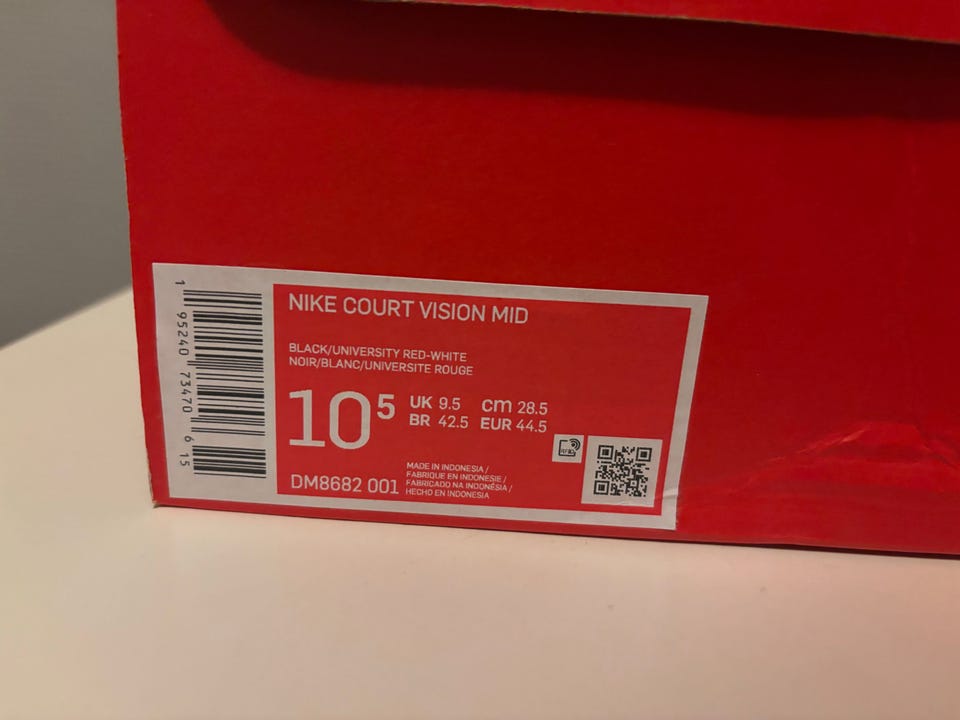 NIKE COURT VISION MID
BLACK/UNIVERSITY RED-WHITE
NOIR/BLANC/UNIVERSITE ROUGE
10⁵ UK 9.5 cm 28.5
BR 42.5 EUR 44.5
DM8682 001
MADE IN INDONESIA /
FABRIQUE EN INDONESIE /
FABRICADO NA INDONÉSIA /
HECHO EN INDONESIA
RFID
1 95240 73470 6 15